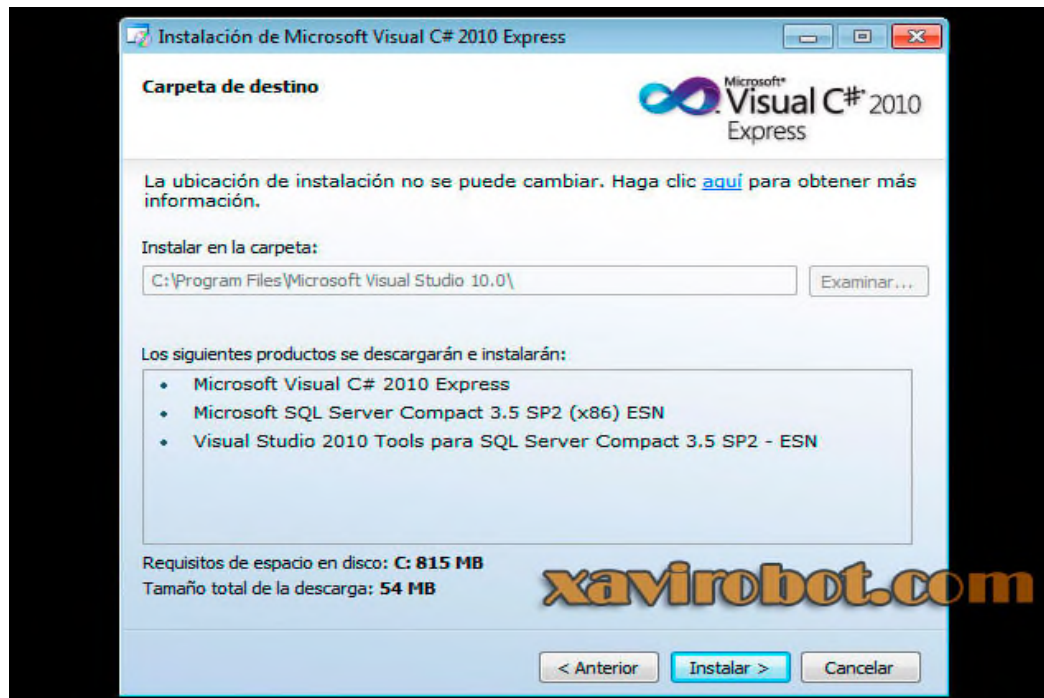 Instalación de Microsoft Visual C# 2010 Express
Carpeta de destino
Microsoft®
Visual C#® 2010
Express
La ubicación de instalación no se puede cambiar. Haga clic aquí para obtener más
información.
Instalar en la carpeta:
C:\Program Files\Microsoft Visual Studio 10.0\
Examinar...
Los siguientes productos se descargarán e instalarán:
• Microsoft Visual C# 2010 Express
• Microsoft SQL Server Compact 3.5 SP2 (x86) ESN
• Visual Studio 2010 Tools para SQL Server Compact 3.5 SP2 - ESN
Requisitos de espacio en disco: C: 815 MB
Tamaño total de la descarga: 54 MB
xavirobot.com
< Anterior
Instalar >
Cancelar